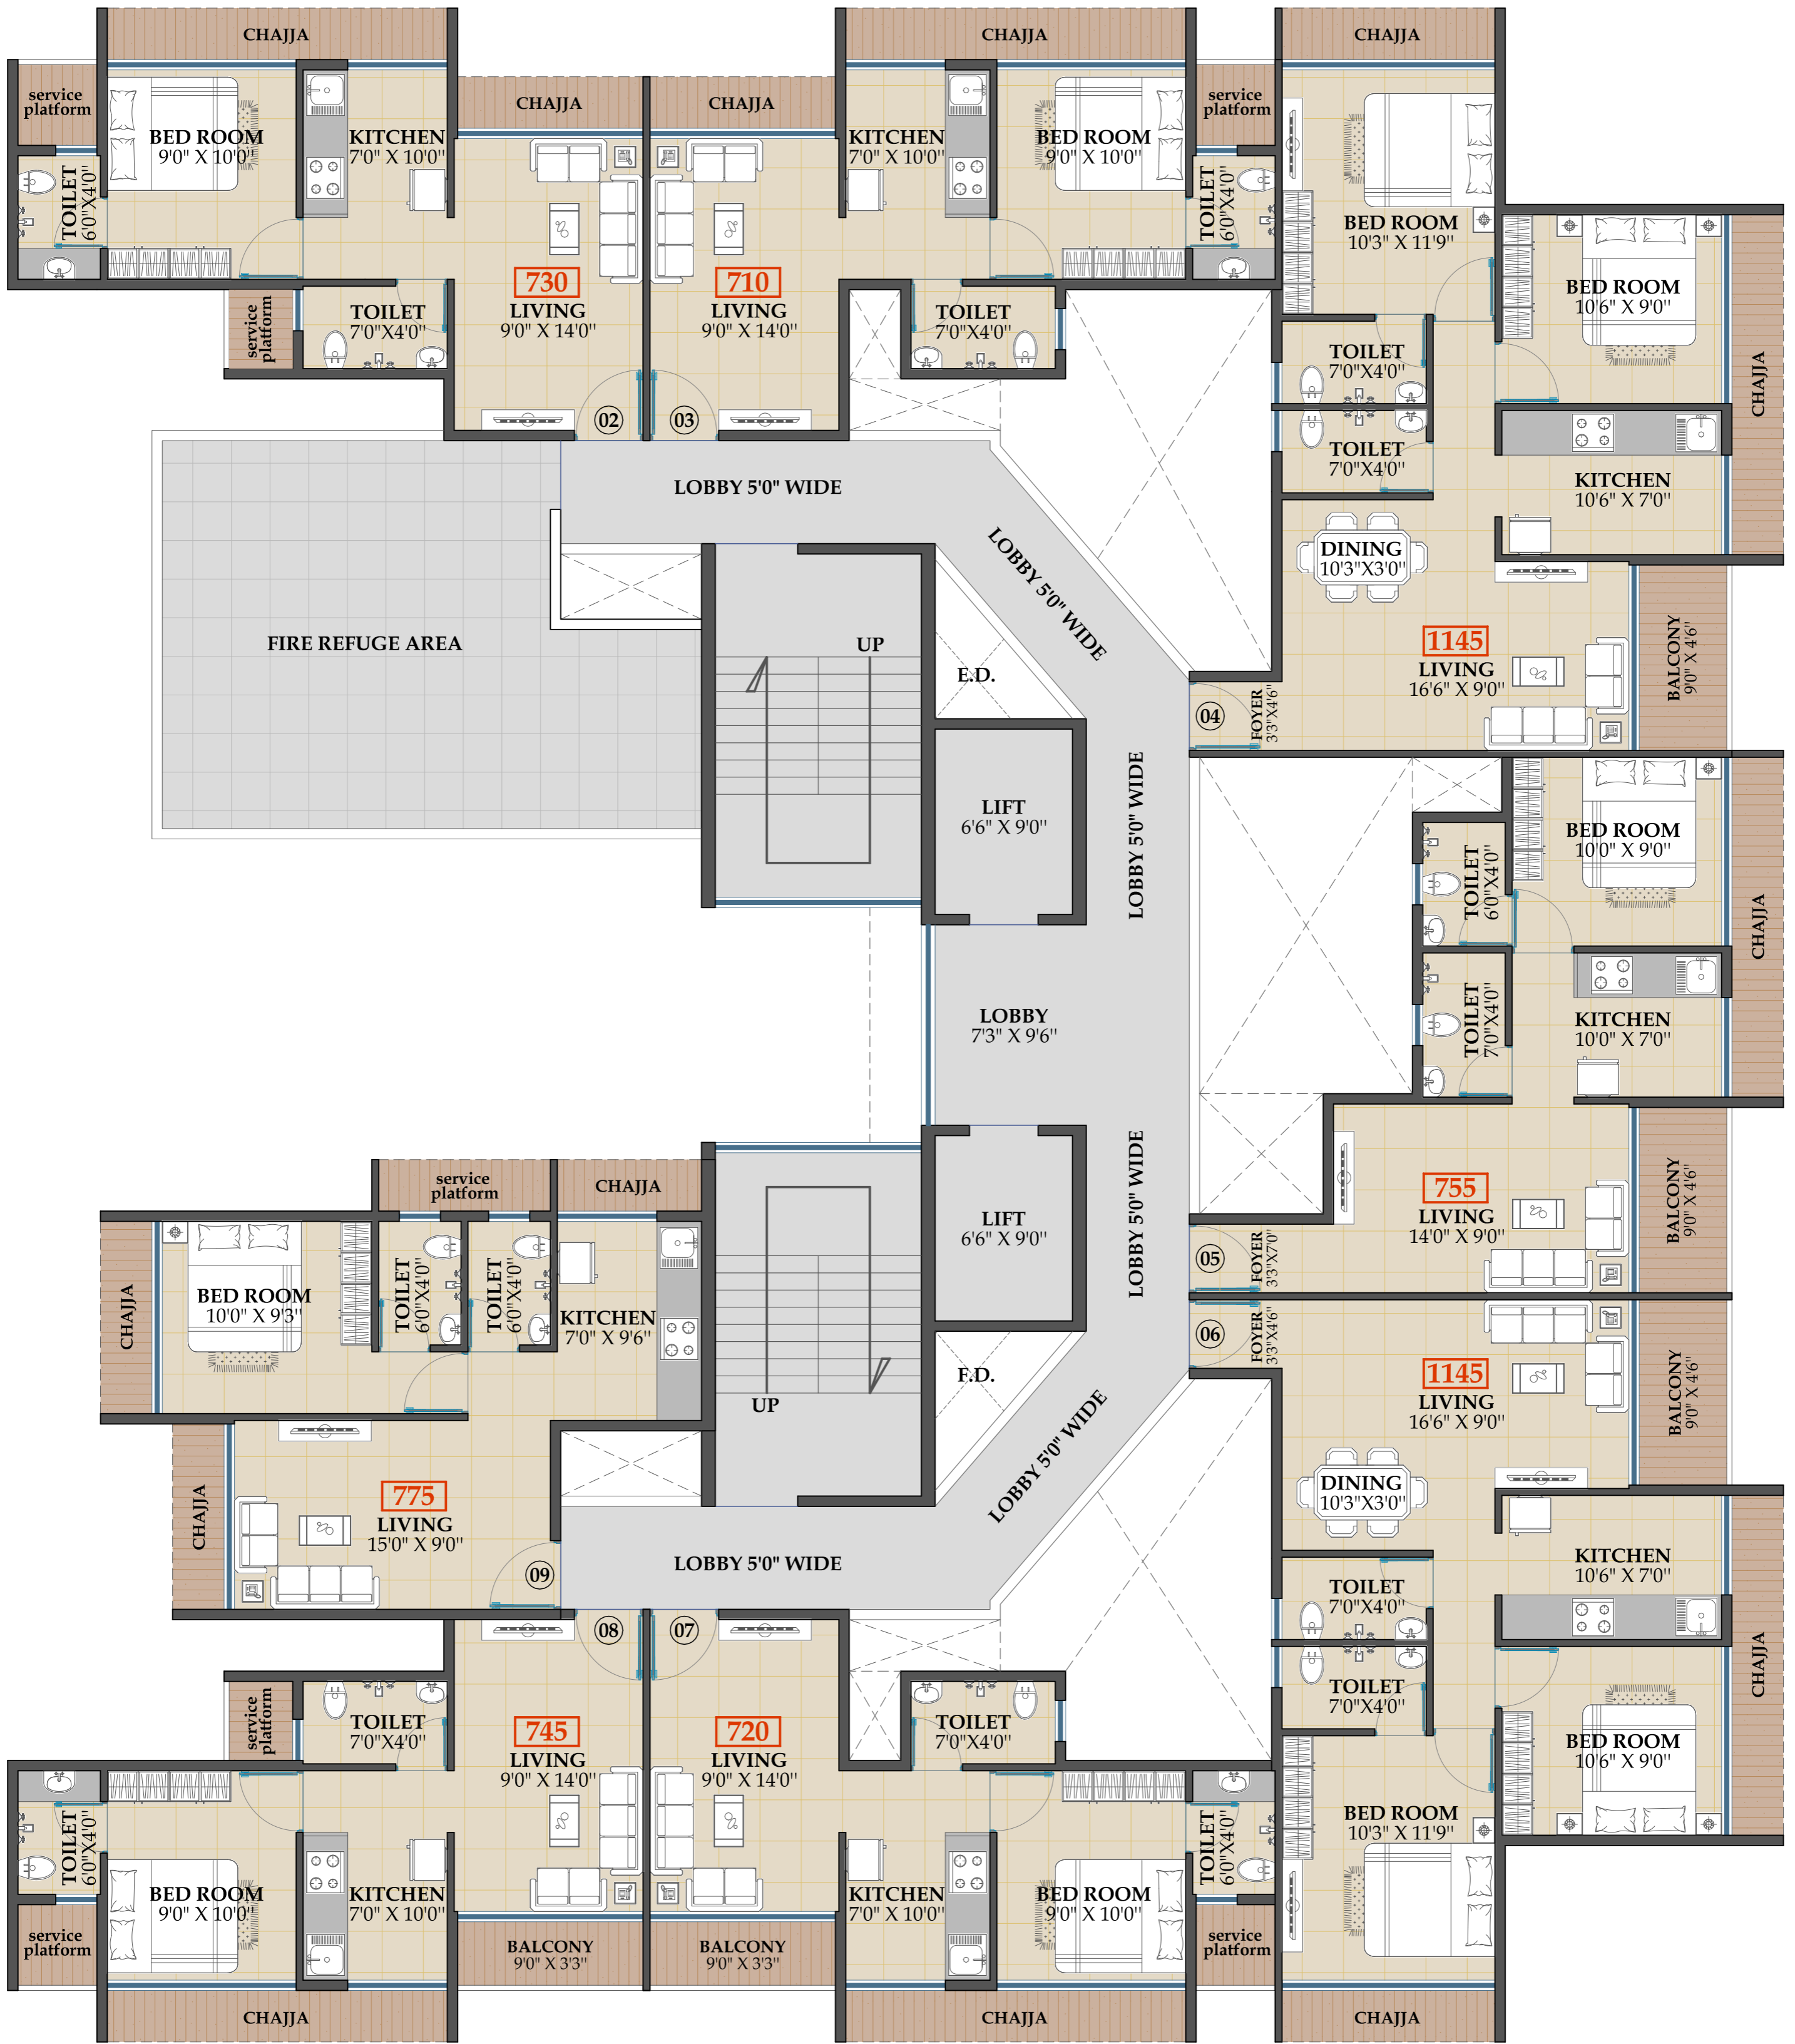 CHAJJA
CHAJJA
CHAJJA
service
platform
CHAJJA
CHAJJA
service
platform
BED ROOM
9'0" X 10'0"
KITCHEN
7'0" X 10'0"
KITCHEN
7'0" X 10'0"
BED ROOM
9'0" X 10'0"
TOILET
6'0"X4'0"
TOILET
6'0"X4'0"
BED ROOM
10'3" X 11'9"
730
LIVING
9'0" X 14'0"
710
LIVING
9'0" X 14'0"
BED ROOM
10'6" X 9'0"
service
platform
TOILET
7'0"X4'0"
TOILET
7'0"X4'0"
TOILET
7'0"X4'0"
CHAJJA
02
03
TOILET
7'0"X4'0"
LOBBY 5'0" WIDE
KITCHEN
10'6" X 7'0"
LOBBY 5'0" WIDE
DINING
10'3"X3'0"
FIRE REFUGE AREA
UP
E.D.
1145
LIVING
16'6" X 9'0"
BALCONY
9'0" X 4'6"
04
FOYER
3'3"X4'6"
LIFT
6'6" X 9'0"
LOBBY 5'0" WIDE
BED ROOM
10'0" X 9'0"
TOILET
6'0"X4'0"
CHAJJA
LOBBY
7'3" X 9'6"
TOILET
7'0"X4'0"
KITCHEN
10'0" X 7'0"
service
platform
CHAJJA
LIFT
6'6" X 9'0"
LOBBY 5'0" WIDE
755
LIVING
14'0" X 9'0"
BALCONY
9'0" X 4'6"
05
FOYER
3'3"X7'0"
CHAJJA
BED ROOM
10'0" X 9'3"
TOILET
6'0"X4'0"
TOILET
6'0"X4'0"
KITCHEN
7'0" X 9'6"
06
FOYER
3'3"X4'6"
F.D.
1145
LIVING
16'6" X 9'0"
BALCONY
9'0" X 4'6"
UP
LOBBY 5'0" WIDE
DINING
10'3"X3'0"
CHAJJA
775
LIVING
15'0" X 9'0"
09
LOBBY 5'0" WIDE
KITCHEN
10'6" X 7'0"
TOILET
7'0"X4'0"
08
07
CHAJJA
service
platform
TOILET
7'0"X4'0"
745
LIVING
9'0" X 14'0"
720
LIVING
9'0" X 14'0"
TOILET
7'0"X4'0"
TOILET
7'0"X4'0"
BED ROOM
10'6" X 9'0"
TOILET
6'0"X4'0"
TOILET
6'0"X4'0"
BED ROOM
10'3" X 11'9"
BED ROOM
9'0" X 10'0"
KITCHEN
7'0" X 10'0"
KITCHEN
7'0" X 10'0"
BED ROOM
9'0" X 10'0"
service
platform
BALCONY
9'0" X 3'3"
BALCONY
9'0" X 3'3"
service
platform
CHAJJA
CHAJJA
CHAJJA